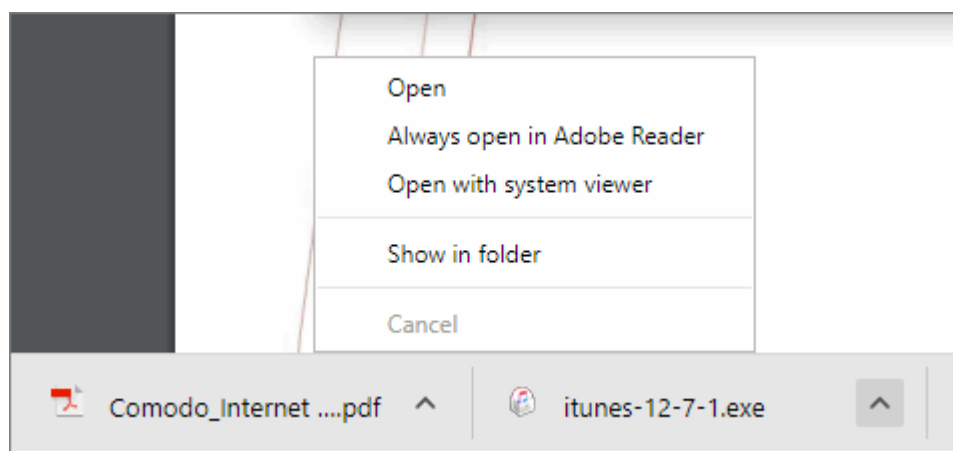 Open
Always open in Adobe Reader
Open with system viewer
Show in folder
Cancel
Comodo_Internet ....pdf
itunes-12-7-1.exe